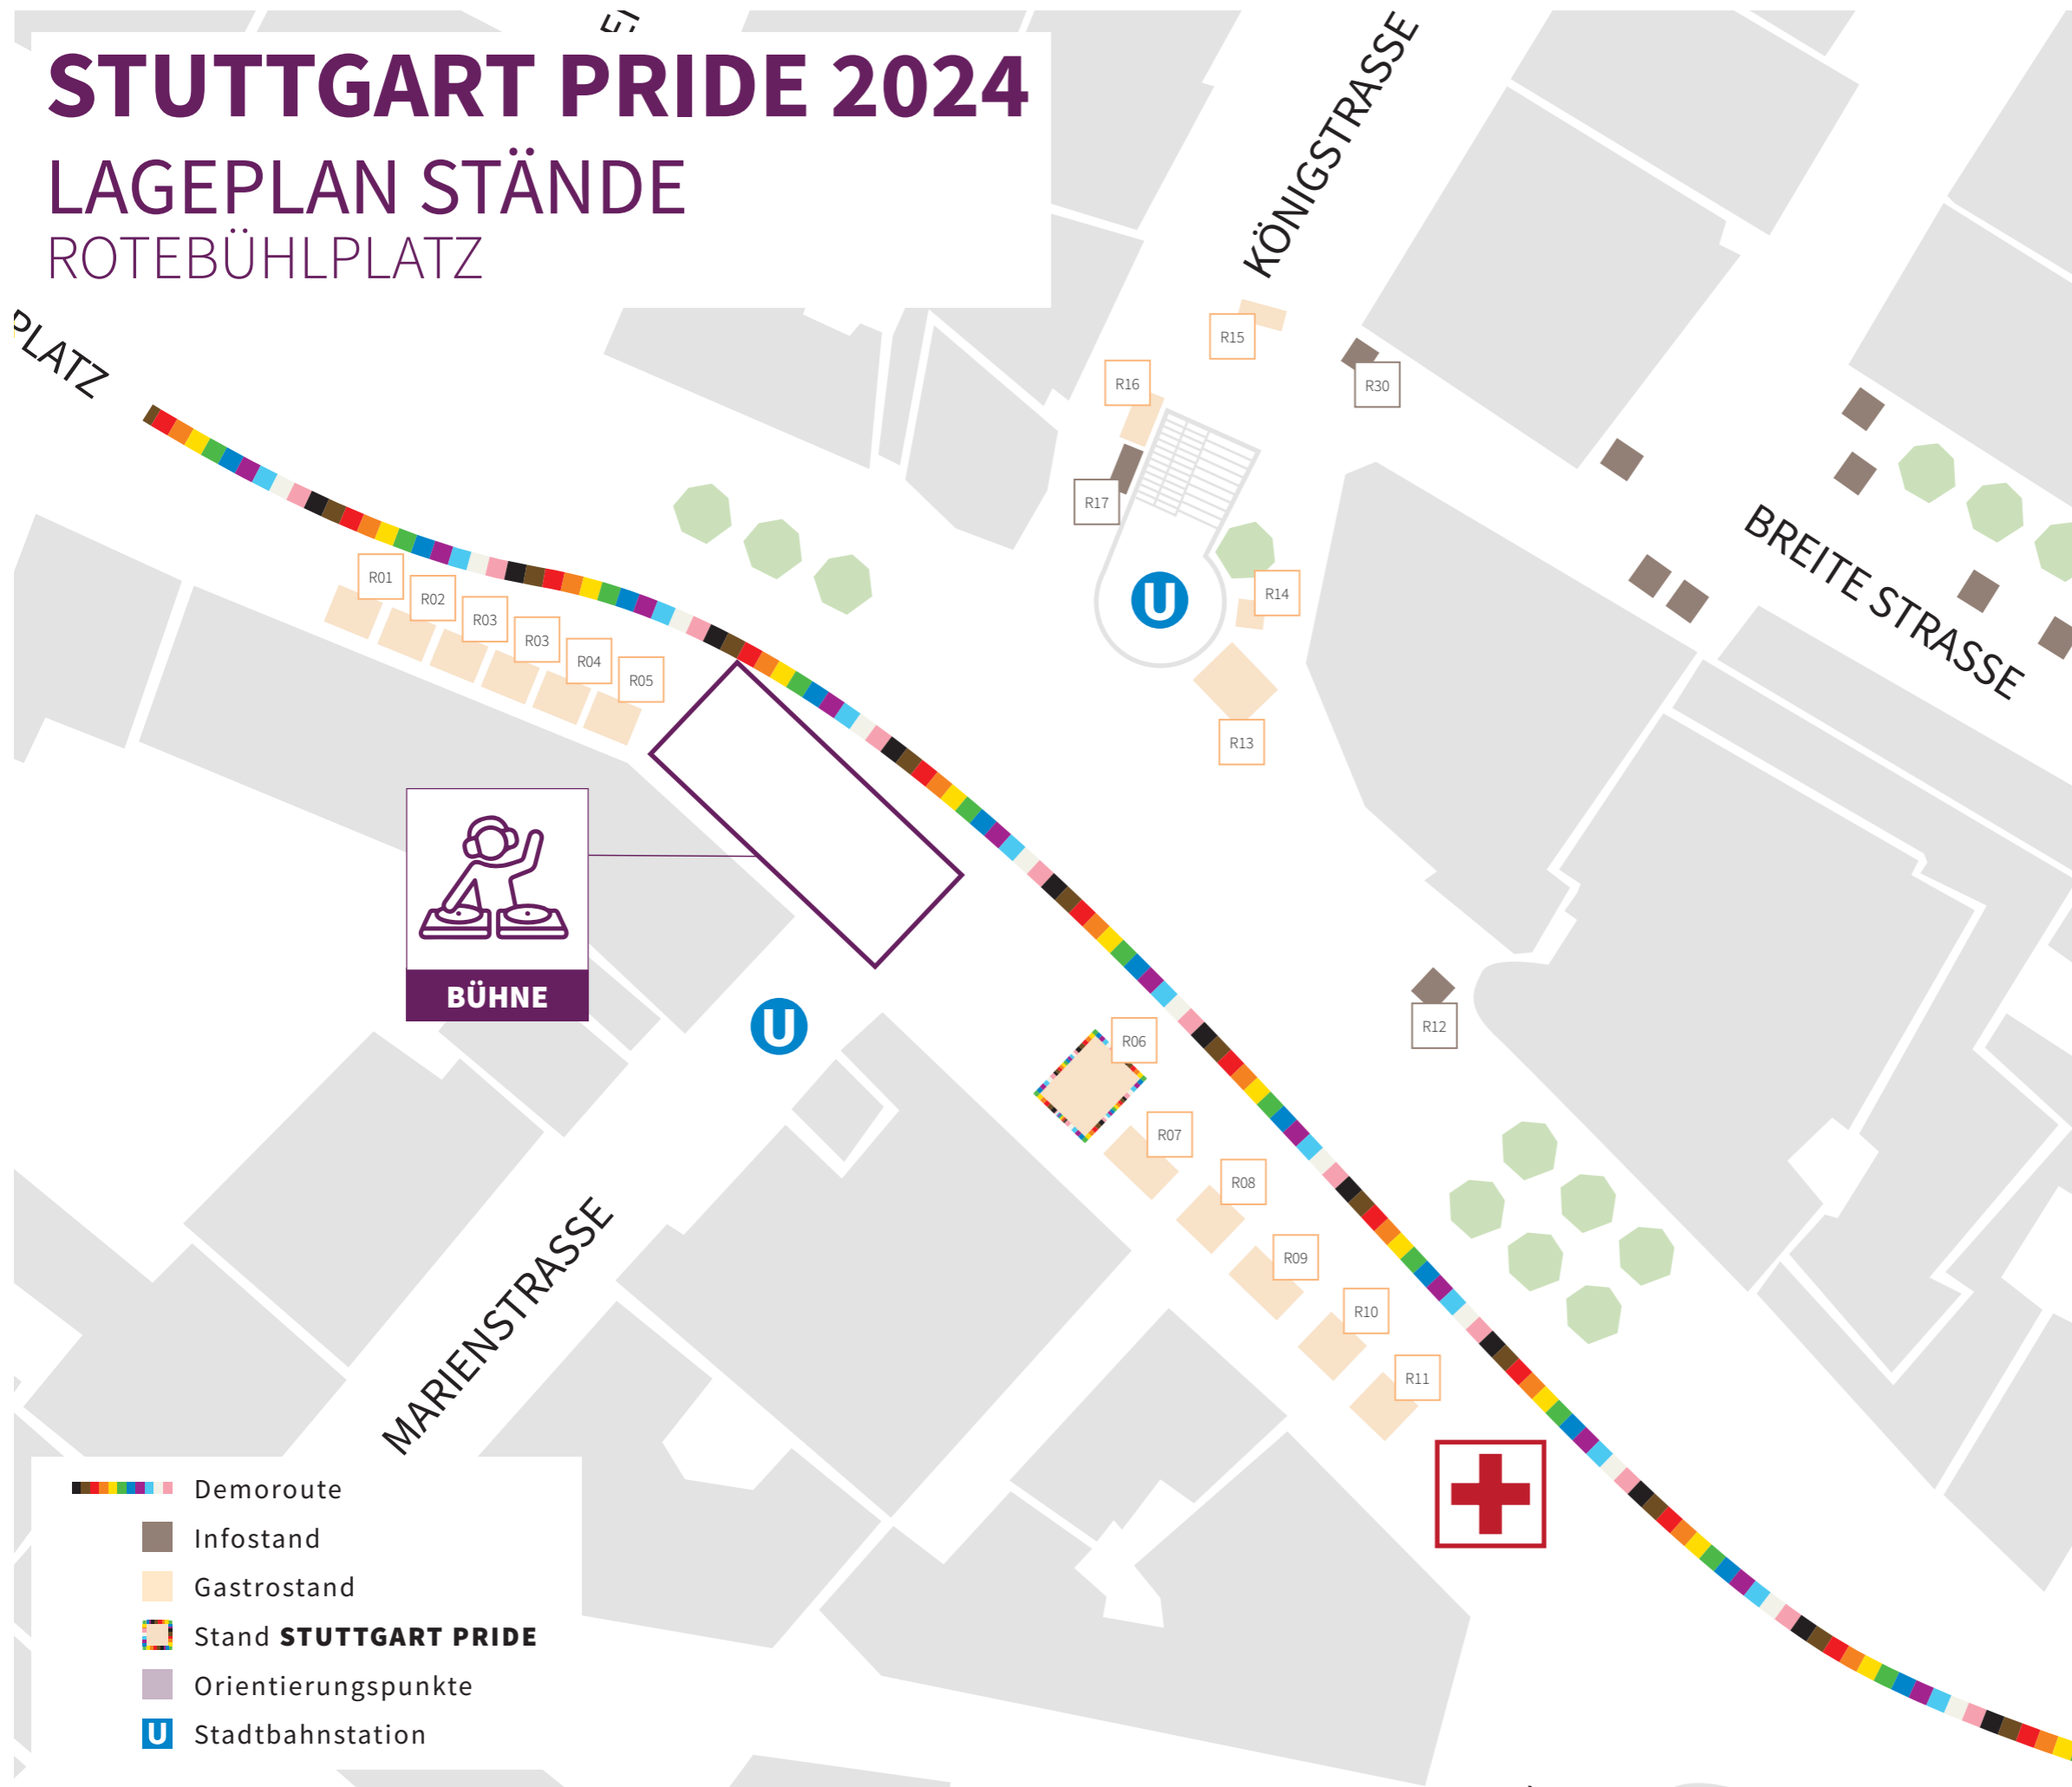 STUTTGART PRIDE 2024
LAGEPLAN STÄNDE
ROTEBÜHLPLATZ
KÖNIGSTRASSE
PLATZ
R15
R16
R30
R17
BREITE STRASSE
R01
R02
R03
R03
R04
R05
U
R14
R13
BÜHNE
U
R12
R06
R07
R08
R09
R10
R11
MARIENSTRASSE
Demoroute
Infostand
Gastrostand
Stand STUTTGART PRIDE
Orientierungspunkte
U Stadtbahnstation